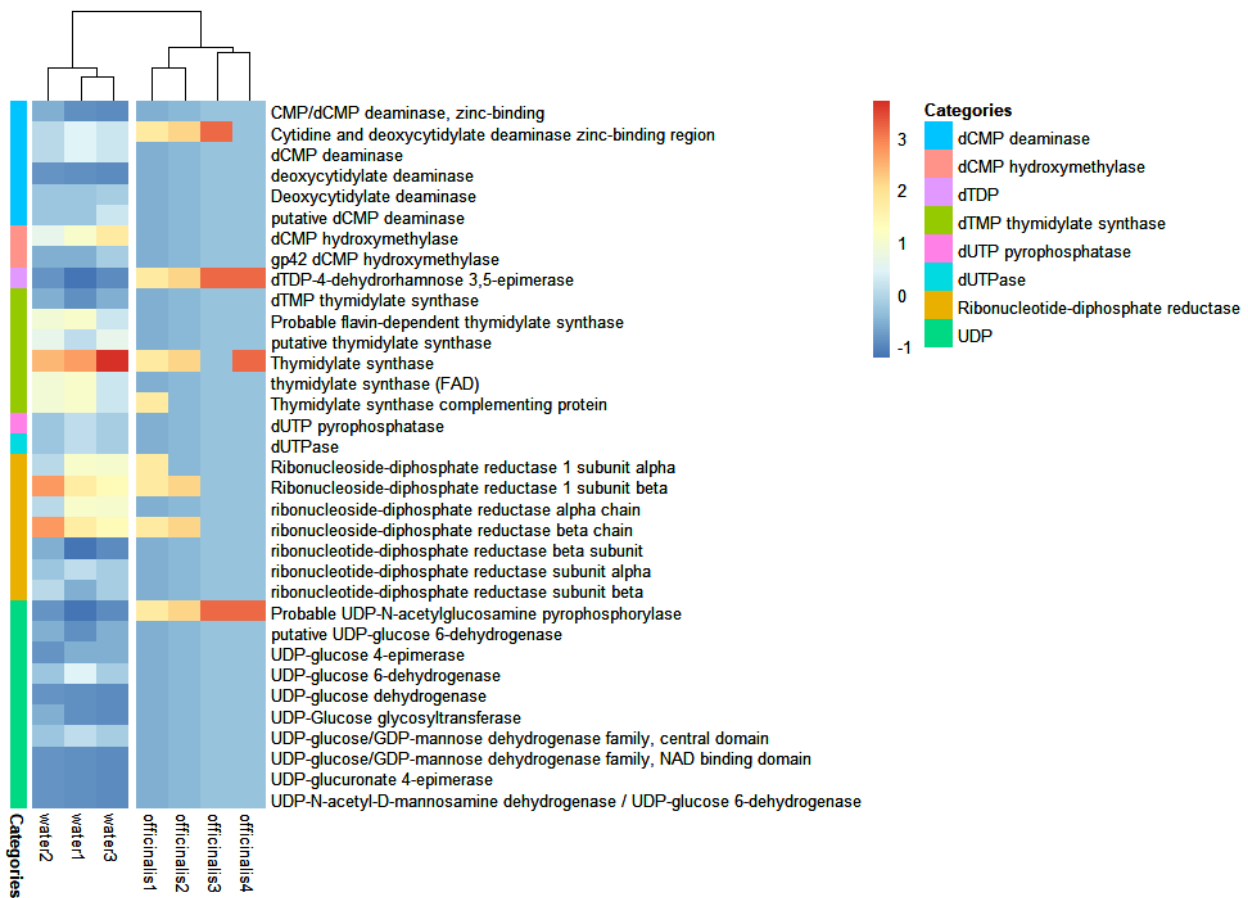 CMP/dCMP deaminase, zinc-binding
Cytidine and deoxycytidylate deaminase zinc-binding region
dCMP deaminase
deoxycytidylate deaminase
Deoxycytidylate deaminase
putative dCMP deaminase
dCMP hydroxymethylase
gp42 dCMP hydroxymethylase
dTDP-4-dehydrorhamnose 3,5-epimerase
dTMP thymidylate synthase
Probable flavin-dependent thymidylate synthase
putative thymidylate synthase
Thymidylate synthase
thymidylate synthase (FAD)
Thymidylate synthase complementing protein
dUTP pyrophosphatase
dUTPase
Ribonucleoside-diphosphate reductase 1 subunit alpha
Ribonucleoside-diphosphate reductase 1 subunit beta
ribonucleoside-diphosphate reductase alpha chain
ribonucleoside-diphosphate reductase beta chain
ribonucleotide-diphosphate reductase beta subunit
ribonucleotide-diphosphate reductase subunit alpha
ribonucleotide-diphosphate reductase subunit beta
Probable UDP-N-acetylglucosamine pyrophosphorylase
putative UDP-glucose 6-dehydrogenase
UDP-glucose 4-epimerase
UDP-glucose 6-dehydrogenase
UDP-glucose dehydrogenase
UDP-Glucose glycosyltransferase
UDP-glucose/GDP-mannose dehydrogenase family, central domain
UDP-glucose/GDP-mannose dehydrogenase family, NAD binding domain
UDP-glucuronate 4-epimerase
UDP-N-acetyl-D-mannosamine dehydrogenase / UDP-glucose 6-dehydrogenase
Categories
water2
water1
water3
officinalis1
officinalis2
officinalis3
officinalis4
3
2
1
0
-1
Categories
dCMP deaminase
dCMP hydroxymethylase
dTDP
dTMP thymidylate synthase
dUTP pyrophosphatase
dUTPase
Ribonucleotide-diphosphate reductase
UDP